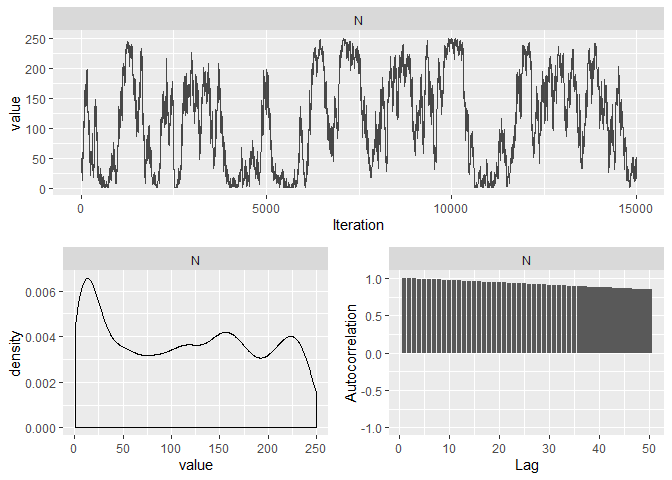 N
250
200
150
100
50
0
value
0 5000 10000 15000
Iteration
N
0.006
0.004
0.002
0.000
density
0 50 100 150 200 250
value
N
1.0
0.5
0.0
-0.5
-1.0
Autocorrelation
0 10 20 30 40 50
Lag